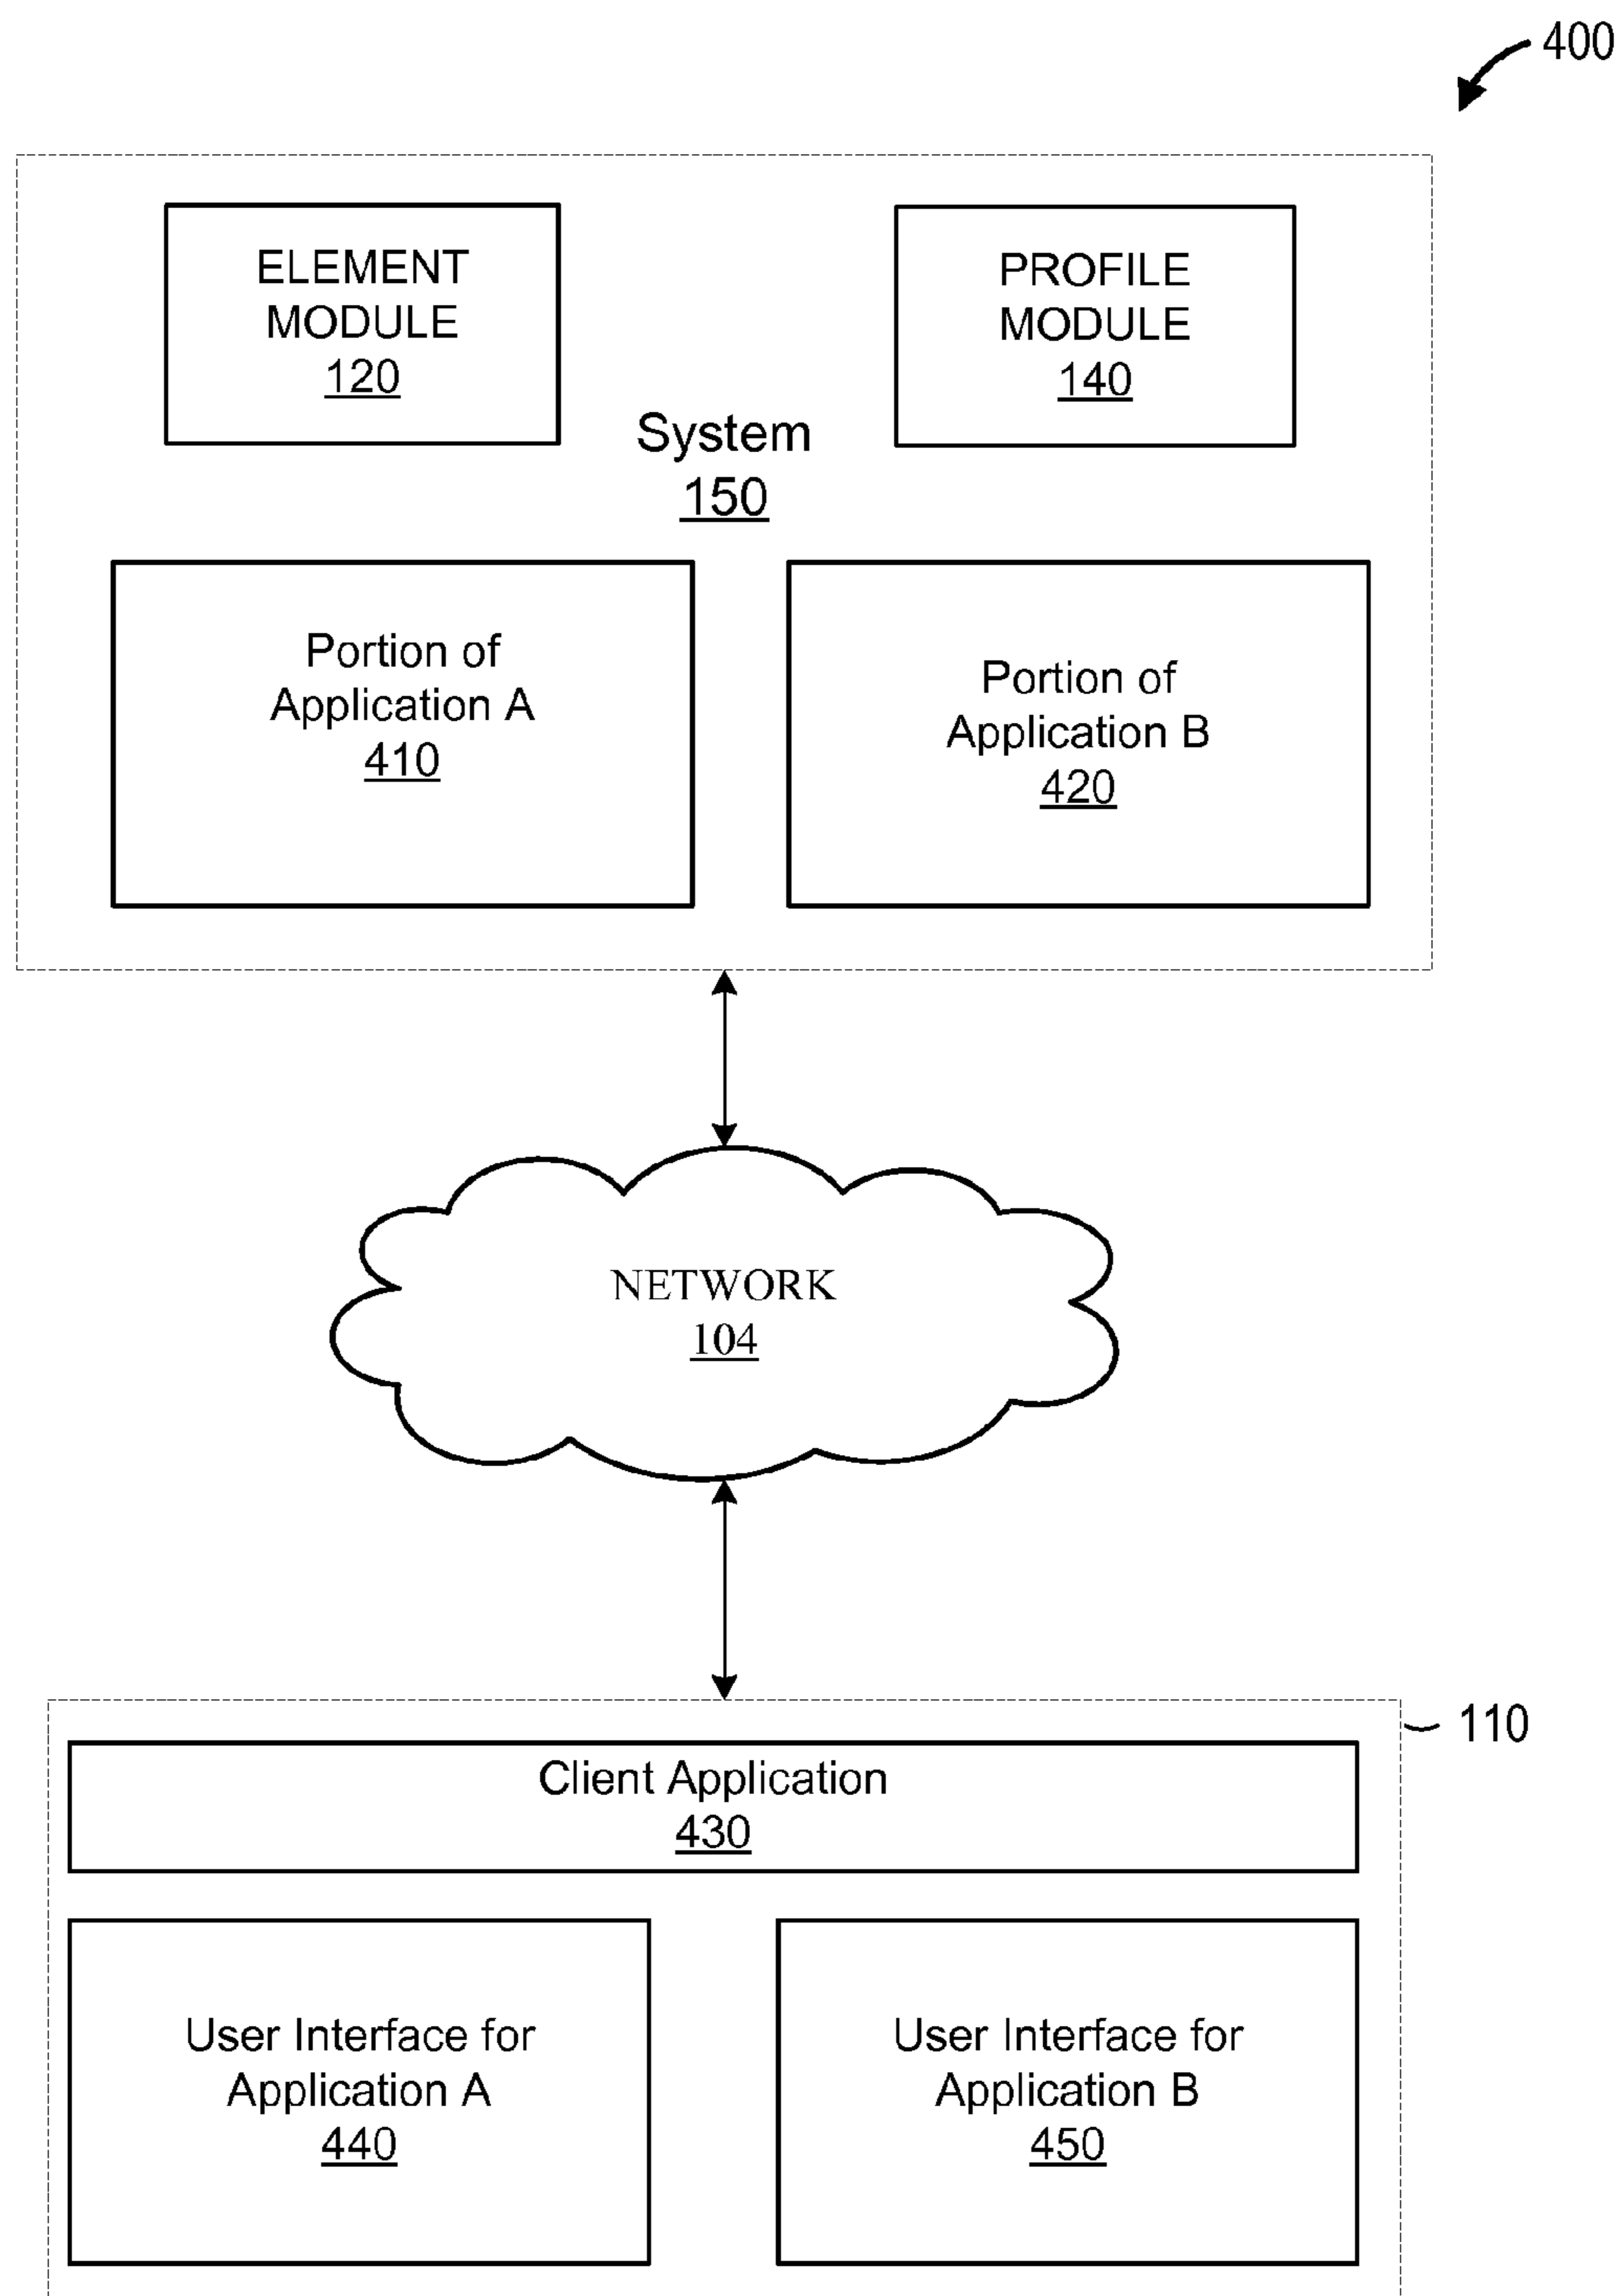 400
ELEMENT
MODULE
120
PROFILE
MODULE
140
System
150
Portion of
Application A
410
Portion of
Application B
420
NETWORK
104
110
Client Application
430
User Interface for
Application A
440
User Interface for
Application B
450